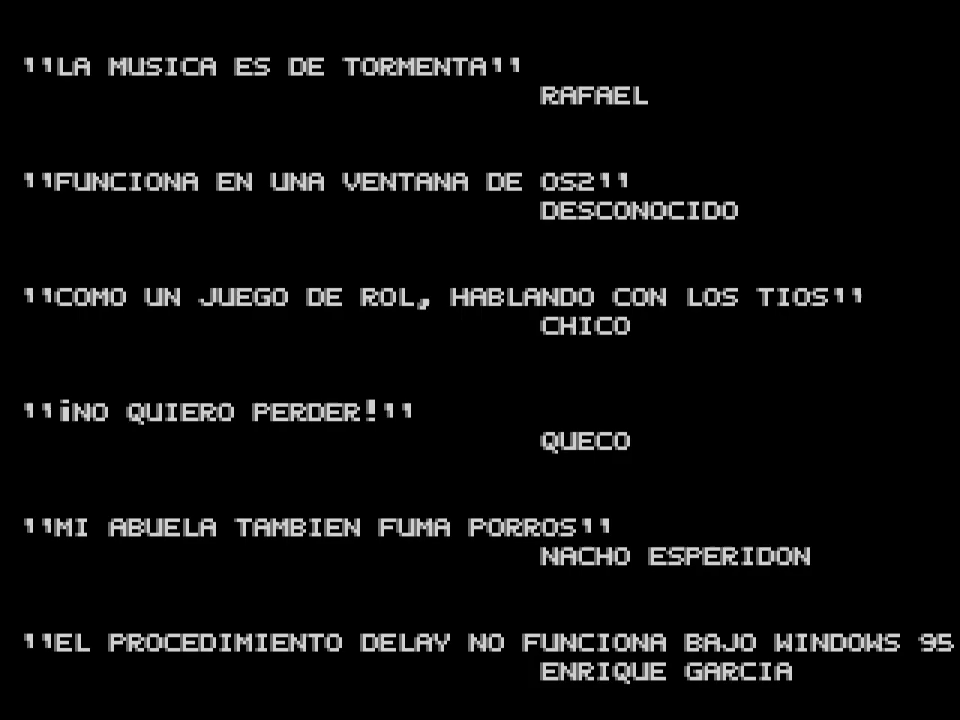 ''LA MUSICA ES DE TORMENTA''
RAFAEL
''FUNCIONA EN UNA VENTANA DE OS2''
DESCONOCIDO
''COMO UN JUEGO DE ROL, HABLANDO CON LOS TIOS''
CHICO
''¡NO QUIERO PERDER!''
QUECO
''MI ABUELA TAMBIEN FUMA PORROS''
NACHO ESPERIDON
''EL PROCEDIMIENTO DELAY NO FUNCIONA BAJO WINDOWS 95
ENRIQUE GARCIA